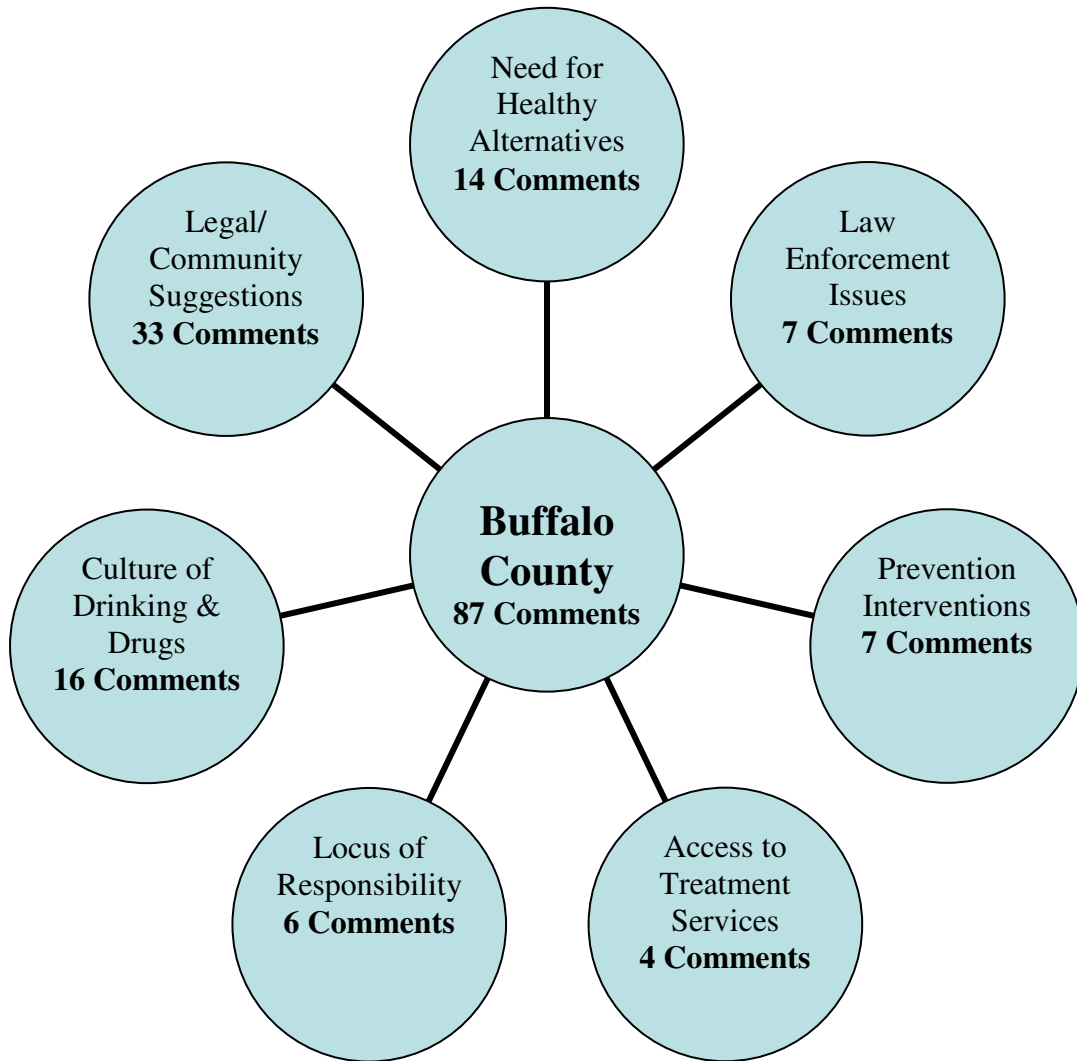 Need for
Healthy
Alternatives
14 Comments
Legal/
Community
Suggestions
33 Comments
Law
Enforcement
Issues
7 Comments
Buffalo
County
87 Comments
Culture of
Drinking &
Drugs
16 Comments
Prevention
Interventions
7 Comments
Locus of
Responsibility
6 Comments
Access to
Treatment
Services
4 Comments